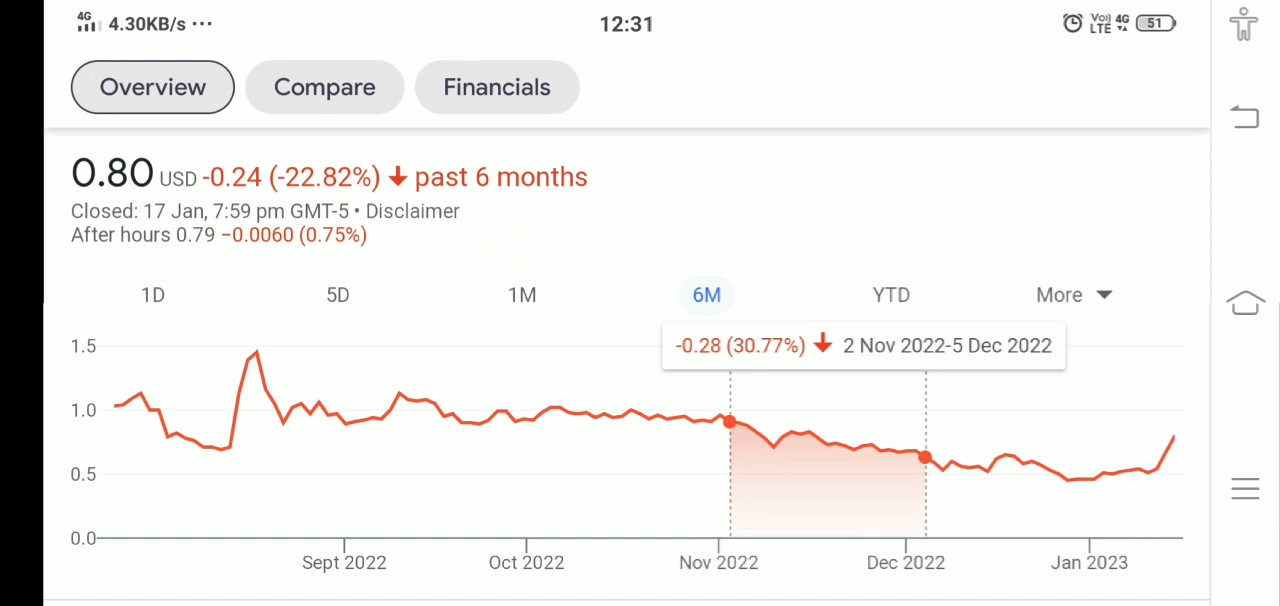 4G 4.30KB/s ··· 12:31 Vo) LTE 4G 51
Overview Compare Financials
0.80 USD -0.24 (-22.82%) ↓ past 6 months
Closed: 17 Jan, 7:59 pm GMT-5 • Disclaimer
After hours 0.79 −0.0060 (0.75%)
1D 5D 1M 6M YTD More
-0.28 (30.77%) ↓ 2 Nov 2022-5 Dec 2022
1.5
1.0
0.5
0.0
Sept 2022 Oct 2022 Nov 2022 Dec 2022 Jan 2023